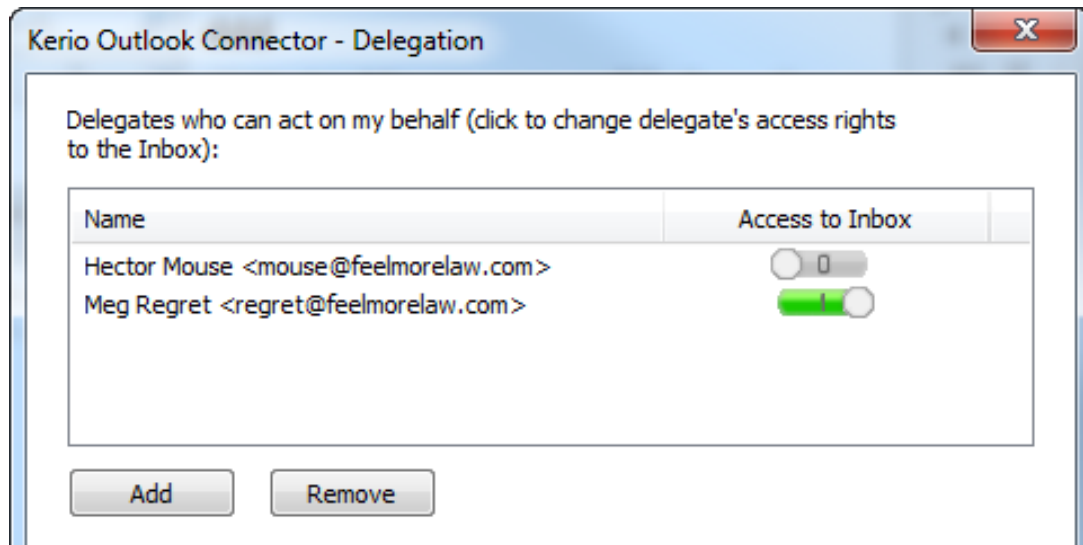 Kerio Outlook Connector - Delegation
Delegates who can act on my behalf (click to change delegate's access rights
to the Inbox):
Name Access to Inbox
Hector Mouse <mouse@feelmorelaw.com> 0
Meg Regret <regret@feelmorelaw.com> I
Add Remove